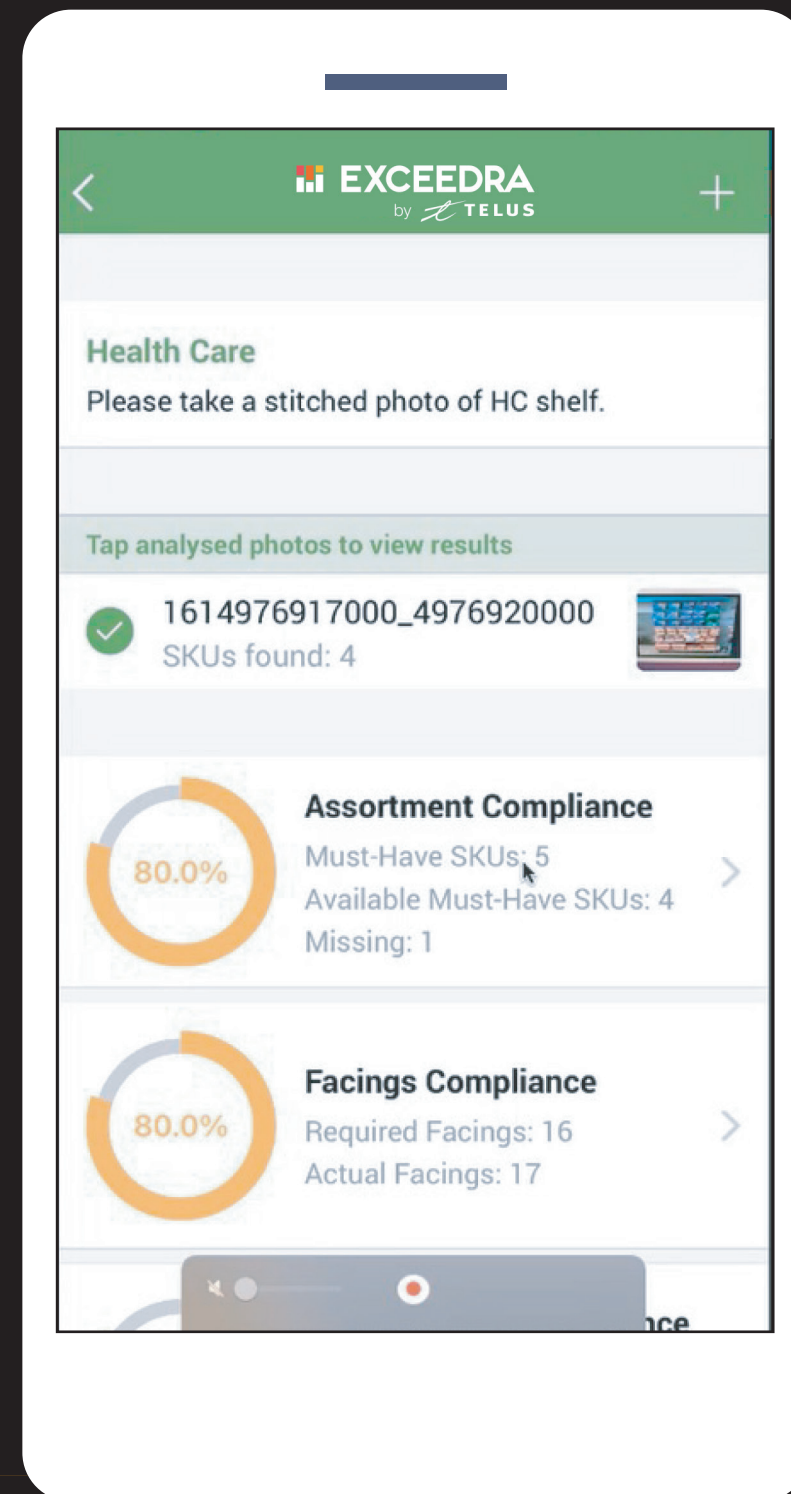 EXCEEDRA
by TELUS
Health Care
Please take a stitched photo of HC shelf.
Tap analysed photos to view results
1614976917000_4976920000
SKUs found: 4
80.0%
Assortment Compliance
Must-Have SKUs: 5
Available Must-Have SKUs: 4
Missing: 1
80.0%
Facings Compliance
Required Facings: 16
Actual Facings: 17